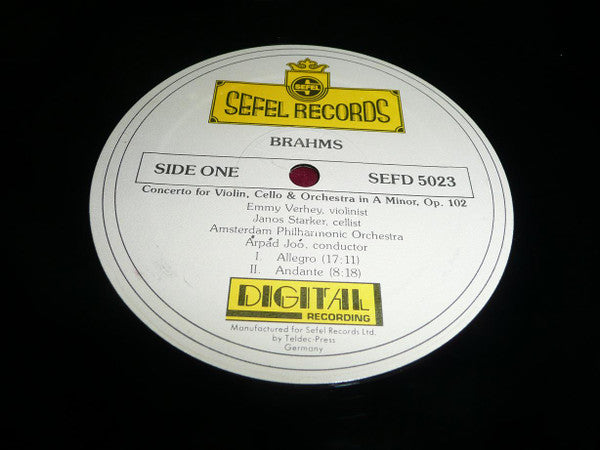 SEFEL
SEFEL RECORDS
BRAHMS
SIDE ONE SEFD 5023
Concerto for Violin, Cello & Orchestra in A Minor, Op. 102
Emmy Verhey, violinist
Janos Starker, cellist
Amsterdam Philharmonic Orchestra
Árpád Joó, conductor
I. Allegro (17:11)
II. Andante (8:18)
DIGITAL
RECORDING
Manufactured for Sefel Records Ltd.
by Teldec-Press
Germany